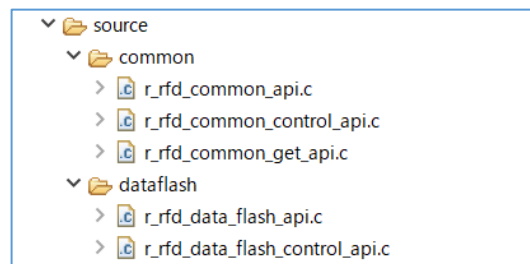 source
common
r_rfd_common_api.c
r_rfd_common_control_api.c
r_rfd_common_get_api.c
dataflash
r_rfd_data_flash_api.c
r_rfd_data_flash_control_api.c